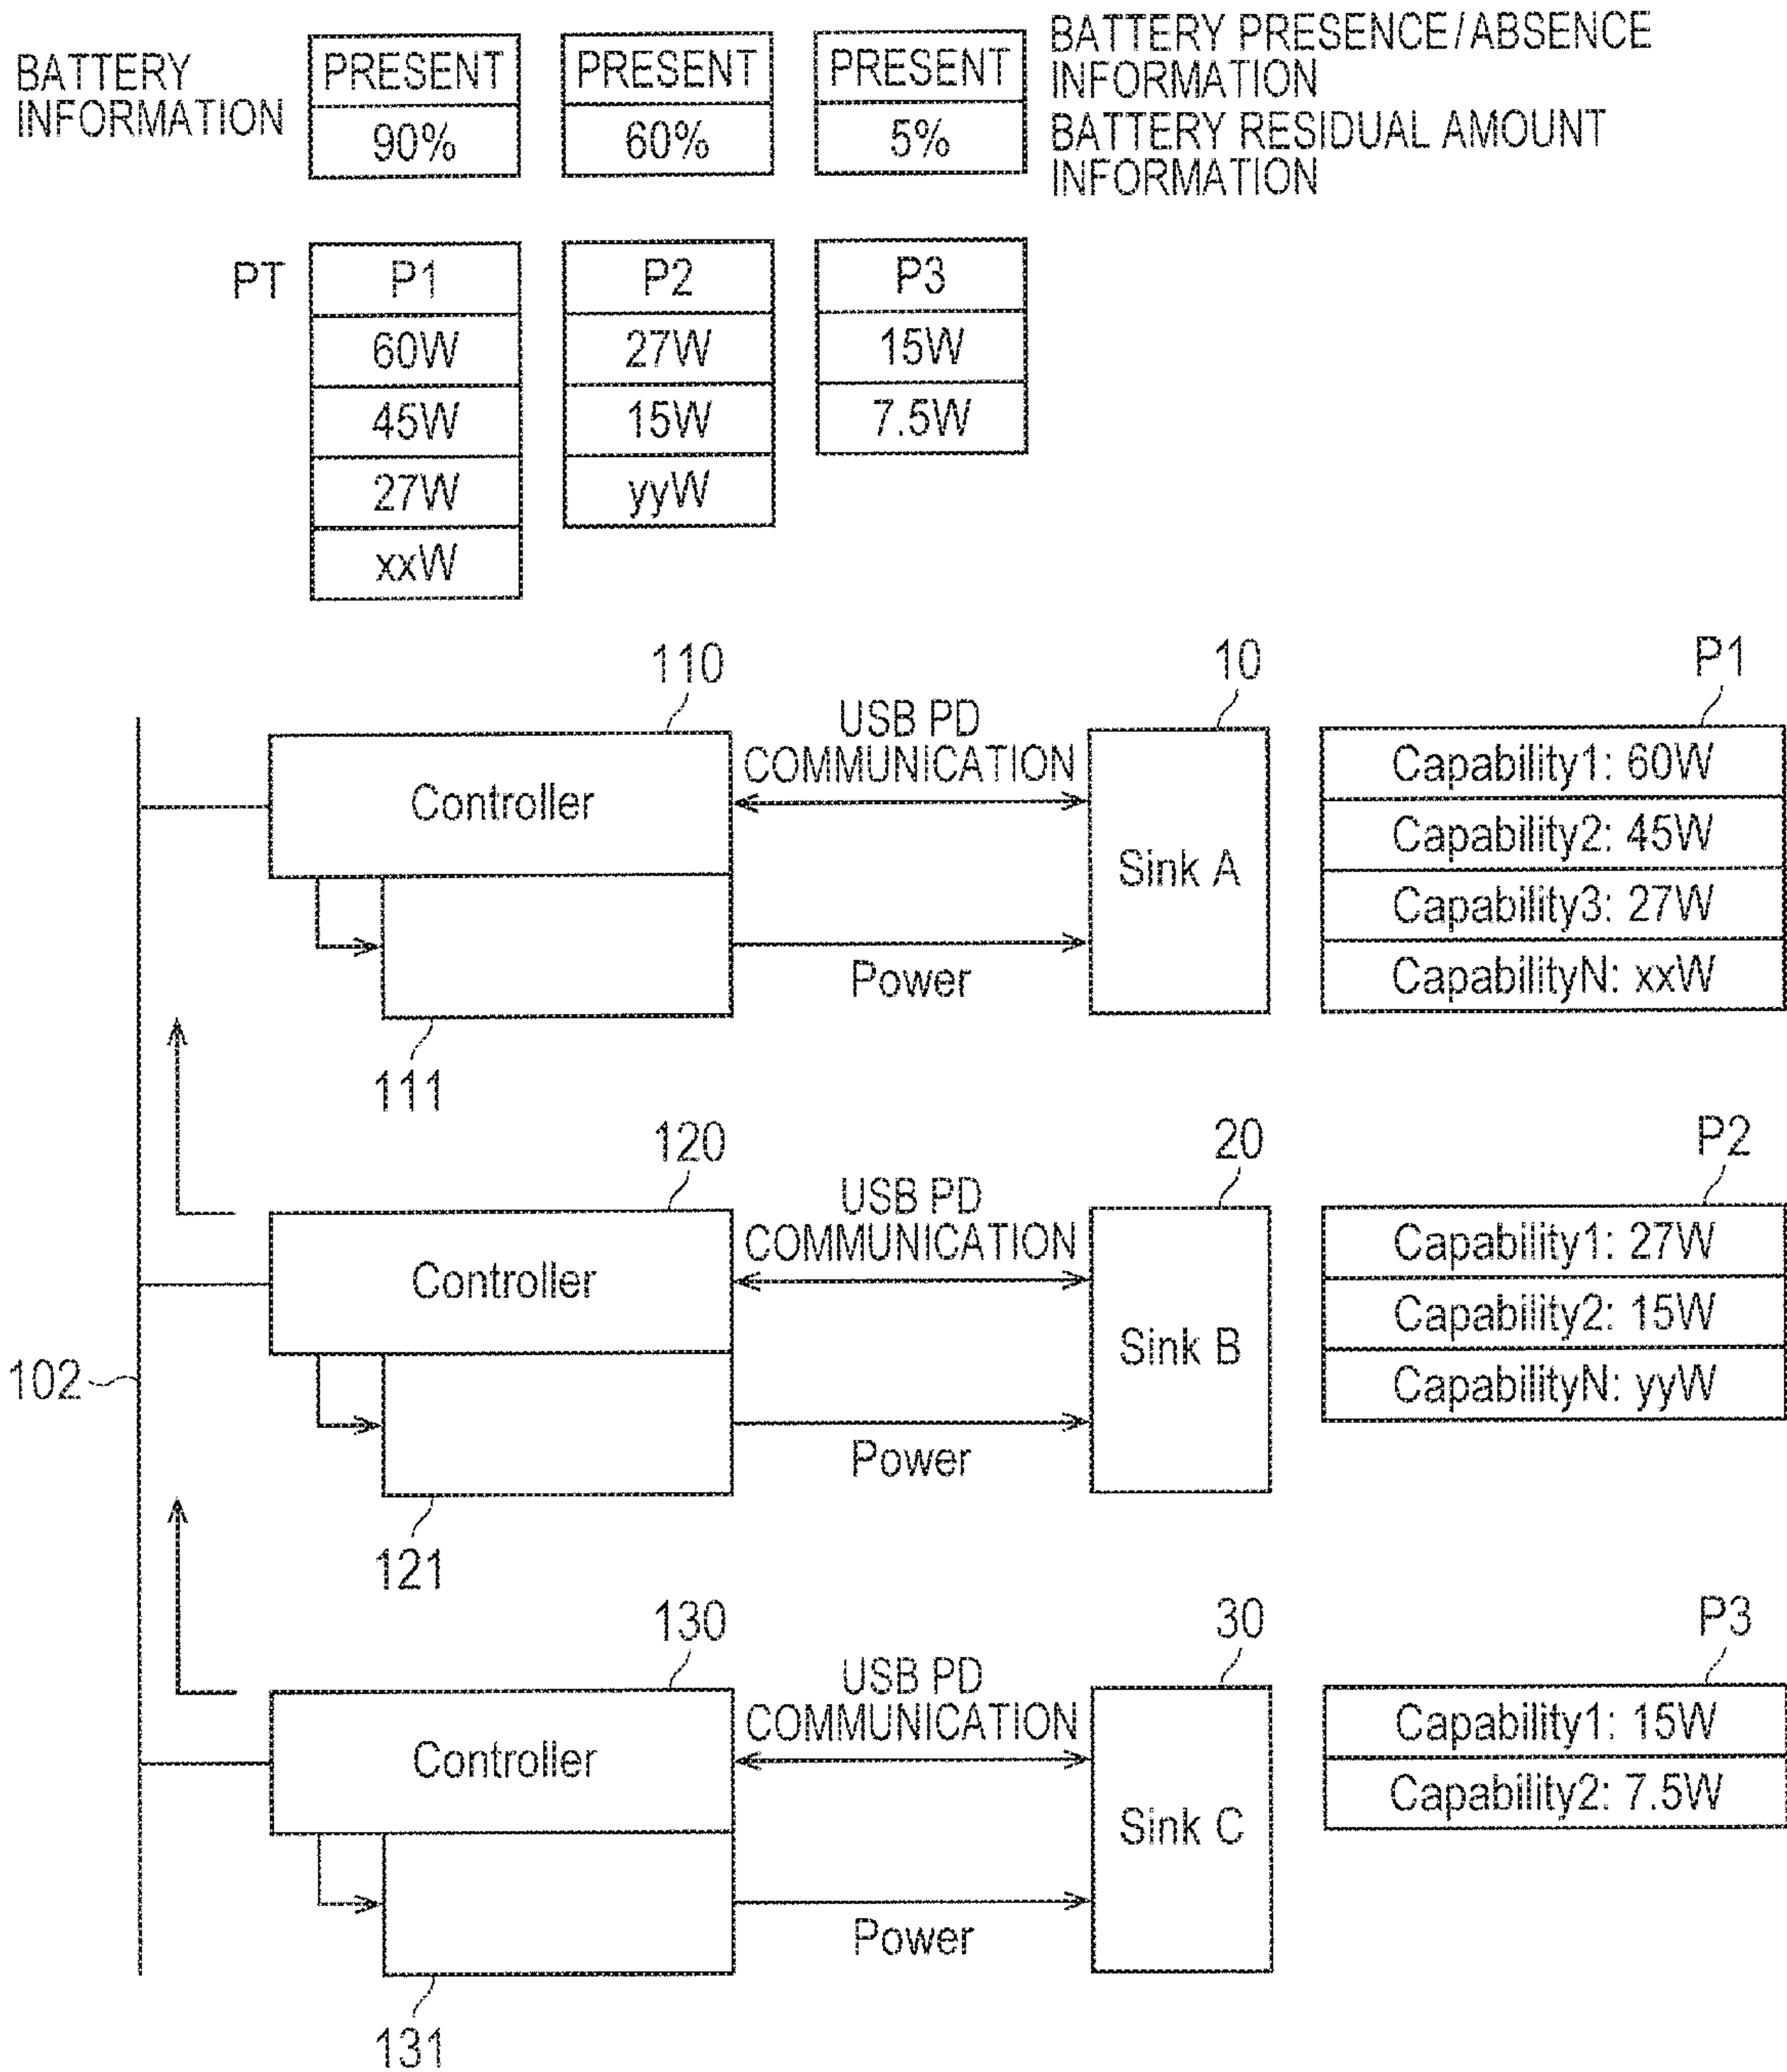 BATTERY
INFORMATION
PRESENT
90%
PRESENT
60%
PRESENT
5%
BATTERY PRESENCE/ABSENCE
INFORMATION
BATTERY RESIDUAL AMOUNT
INFORMATION
PT
P1
60W
45W
27W
xxW
P2
27W
15W
yyW
P3
15W
7.5W
110
Controller
111
USB PD
COMMUNICATION
Power
10
Sink A
P1
Capability1: 60W
Capability2: 45W
Capability3: 27W
CapabilityN: xxW
102
120
Controller
121
USB PD
COMMUNICATION
Power
20
Sink B
P2
Capability1: 27W
Capability2: 15W
CapabilityN: yyW
130
Controller
131
USB PD
COMMUNICATION
Power
30
Sink C
P3
Capability1: 15W
Capability2: 7.5W